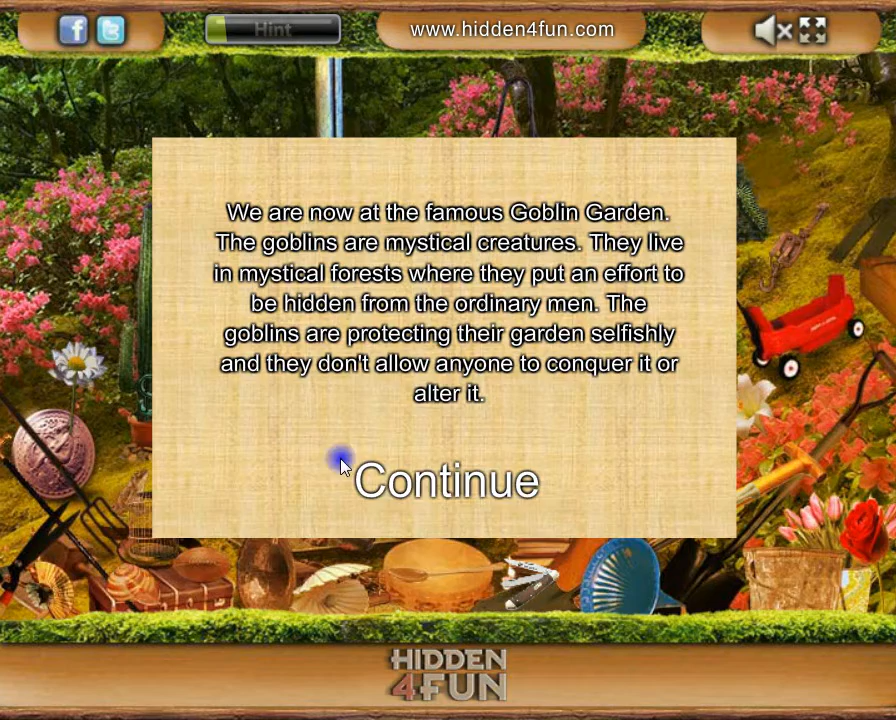 f t Hint www.hidden4fun.com
We are now at the famous Goblin Garden.
The goblins are mystical creatures. They live
in mystical forests where they put an effort to
be hidden from the ordinary men. The
goblins are protecting their garden selfishly
and they don't allow anyone to conquer it or
alter it.
Continue
HIDDEN
4FUN